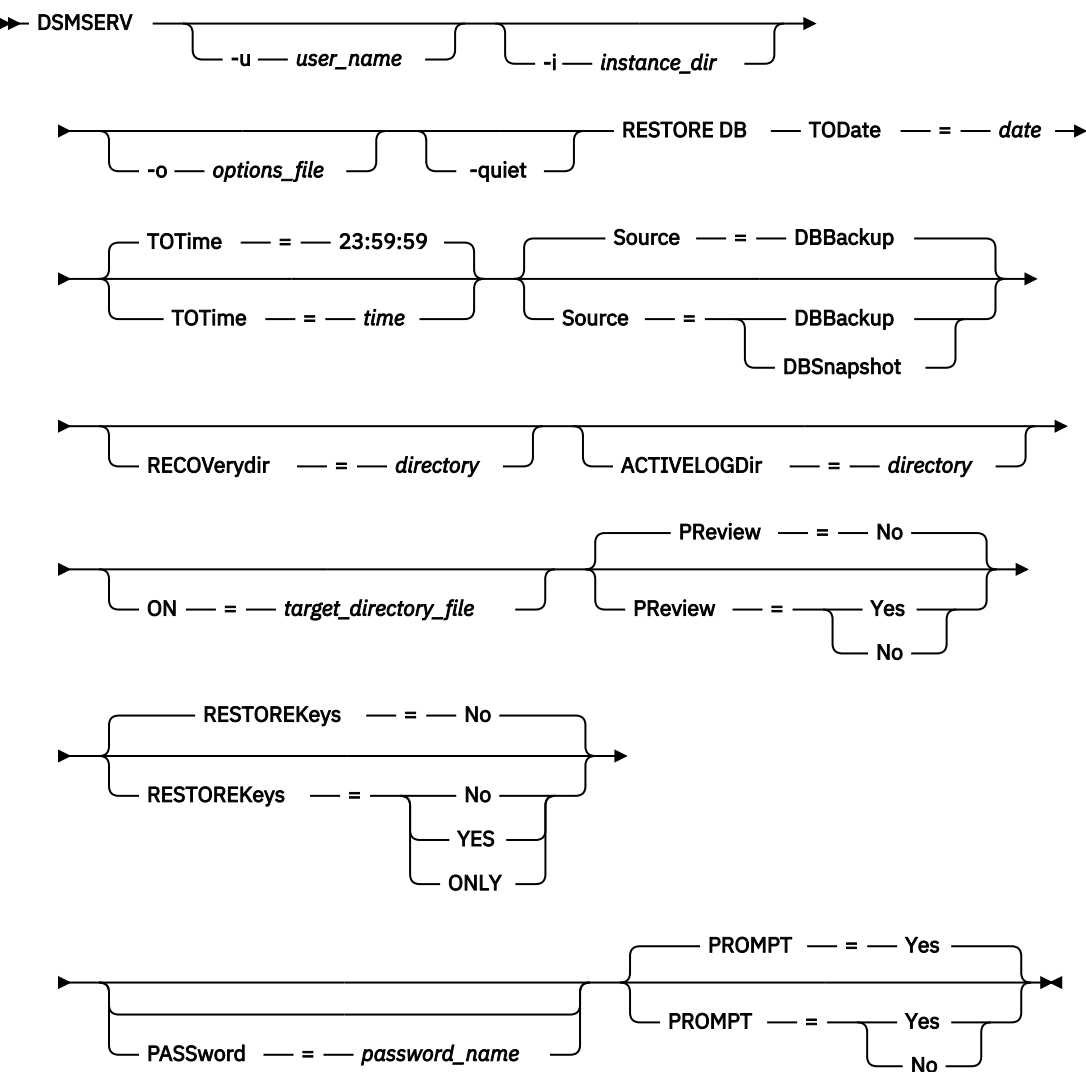 DSMSERV
-u user_name
-i instance_dir
RESTORE DB TODate = date
-o options_file
-quiet
TOTime = 23:59:59
Source = DBBackup
TOTime = time
Source = DBBackup
DBSnapshot
RECOVerydir = directory
ACTIVELOGDir = directory
PReview = No
ON = target_directory_file
PReview = Yes
No
RESTOREKeys = No
RESTOREKeys = No
YES
ONLY
PROMPT = Yes
PASSword = password_name
PROMPT = Yes
No